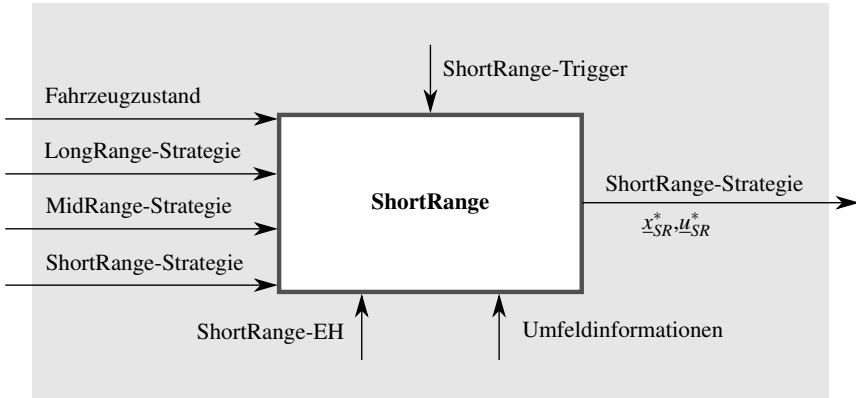 ShortRange-Trigger
Fahrzeugzustand
LongRange-Strategie
MidRange-Strategie
ShortRange-Strategie
ShortRange
ShortRange-Strategie
x*SR,u*SR
ShortRange-EH
Umfeldinformationen